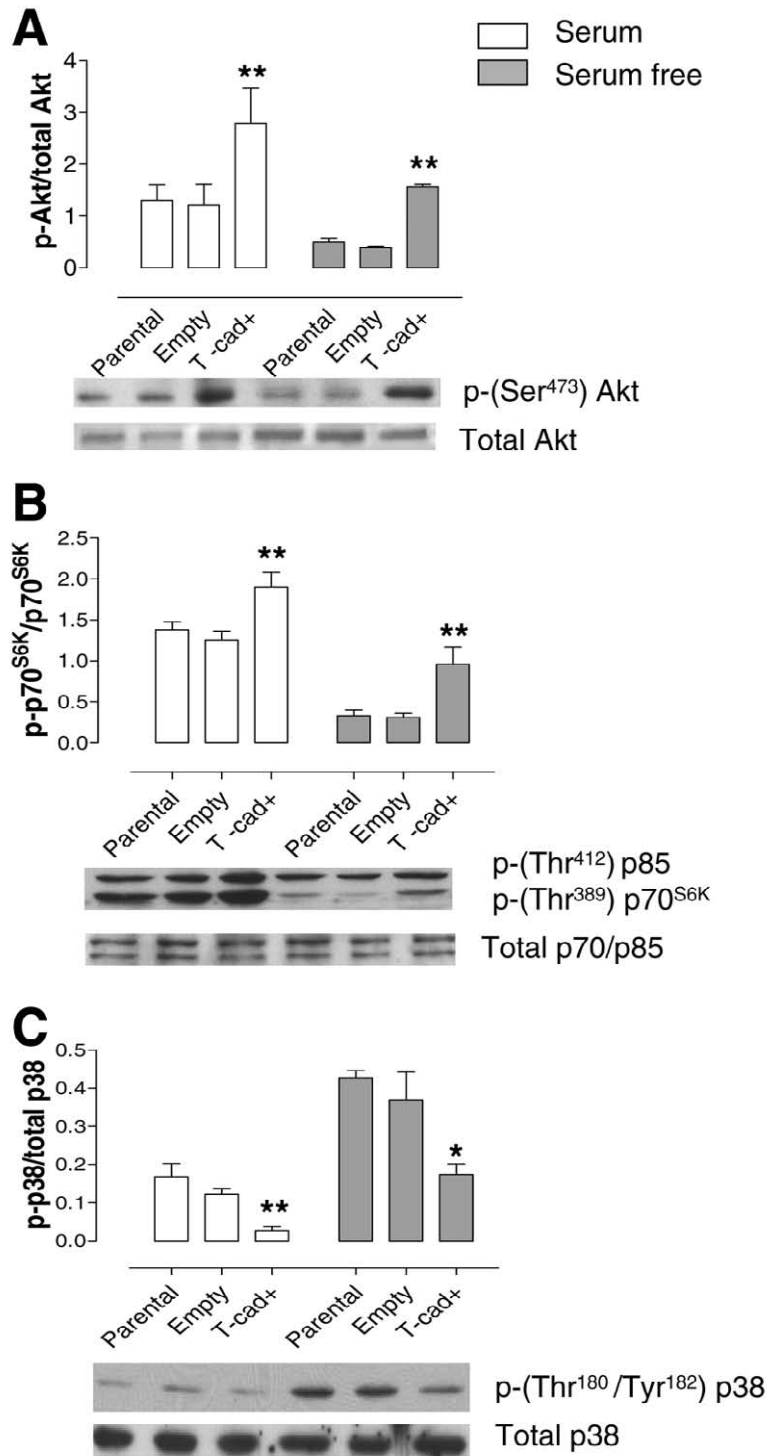 A
Serum
Serum free
p-Akt/total Akt
4
3
2
1
0
**
**
Parental
Empty
T -cad+
Parental
Empty
T -cad+
p-(Ser⁴⁷³) Akt
Total Akt
B
p-p70ˢ⁶ᴷ/p70ˢ⁶ᴷ
2.5
2.0
1.5
1.0
0.5
0.0
**
**
Parental
Empty
T -cad+
Parental
Empty
T -cad+
p-(Thr⁴¹²) p85
p-(Thr³⁸⁹) p70ˢ⁶ᴷ
Total p70/p85
C
p-p38/total p38
0.5
0.4
0.3
0.2
0.1
0.0
**
*
Parental
Empty
T-cad+
Parental
Empty
T-cad+
p-(Thr¹⁸⁰/Tyr¹⁸²) p38
Total p38